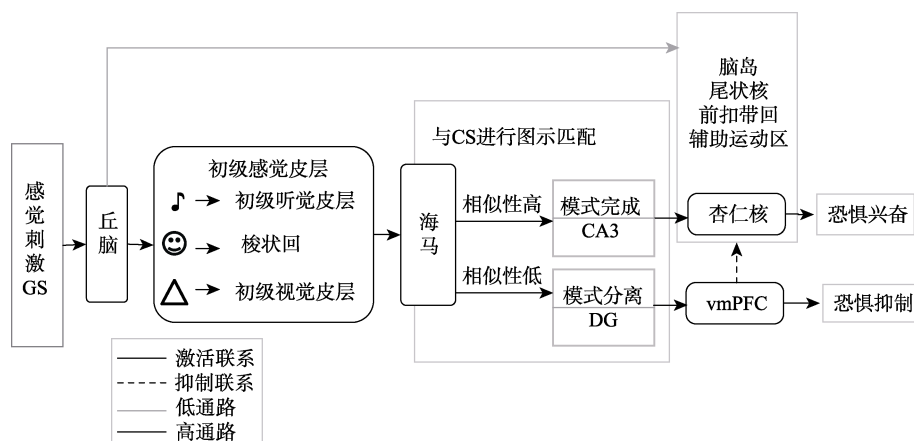 感觉刺激GS
丘脑
初级感觉皮层
初级听觉皮层
梭状回
初级视觉皮层
与CS进行图示匹配
海马
相似性高
模式完成
CA3
相似性低
模式分离
DG
脑岛
尾状核
前扣带回
辅助运动区
杏仁核
恐惧兴奋
vmPFC
恐惧抑制
激活联系
抑制联系
低通路
高通路